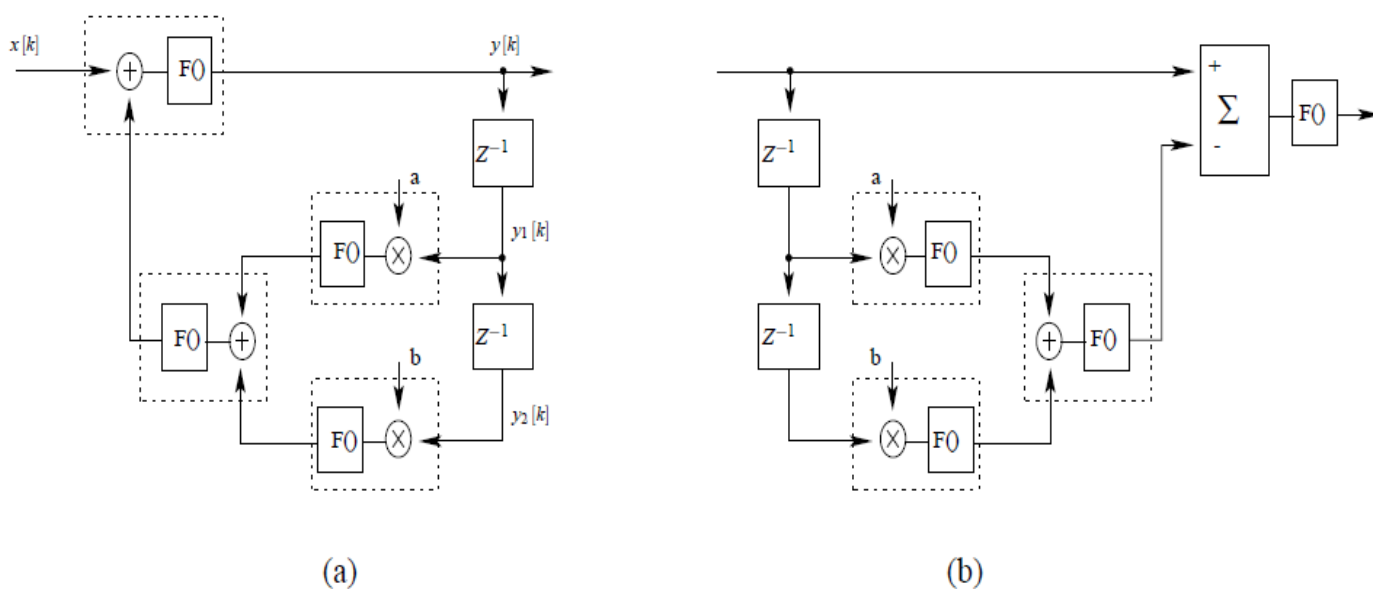 x[k]
F()
y[k]
Z−1
a
F()
y1[k]
F()
Z−1
b
F()
y2[k]
(a)
+
Σ
-
F()
Z−1
a
F()
Z−1
F()
b
F()
(b)